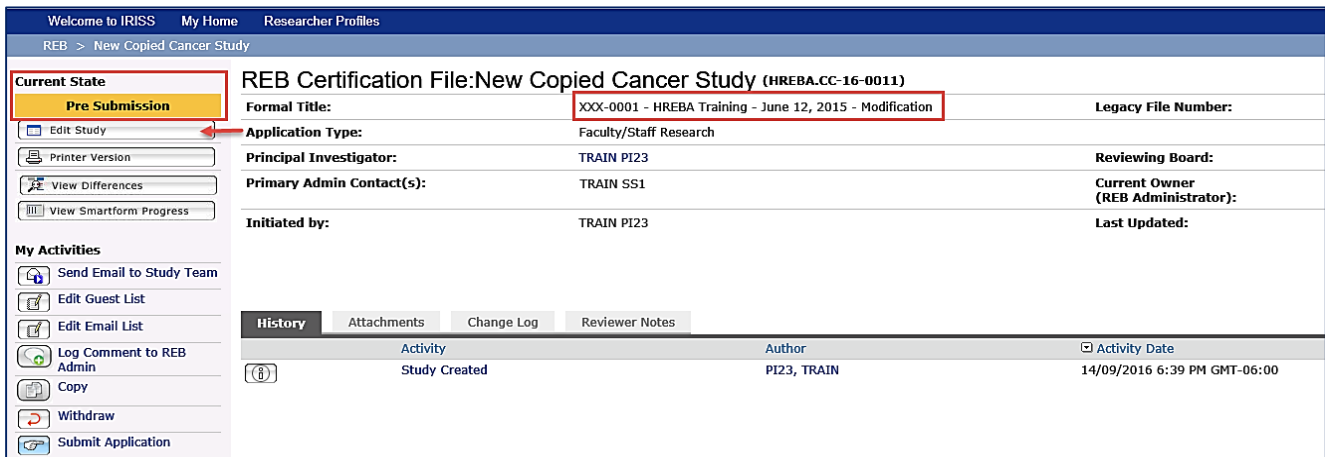 Welcome to IRISS My Home Researcher Profiles
REB > New Copied Cancer Study
Current State
Pre Submission
Edit Study
Printer Version
View Differences
View Smartform Progress
My Activities
Send Email to Study Team
Edit Guest List
Edit Email List
Log Comment to REB
Admin
Copy
Withdraw
Submit Application
REB Certification File:New Copied Cancer Study (HREBA.CC-16-0011)
Formal Title: XXX-0001 - HREBA Training - June 12, 2015 - Modification Legacy File Number:
Application Type: Faculty/Staff Research
Principal Investigator: TRAIN PI23 Reviewing Board:
Primary Admin Contact(s): TRAIN SS1 Current Owner
(REB Administrator):
Initiated by: TRAIN PI23 Last Updated:
History Attachments Change Log Reviewer Notes
Activity Author Activity Date
Study Created PI23, TRAIN 14/09/2016 6:39 PM GMT-06:00